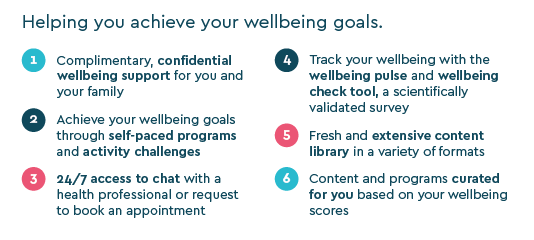 Helping you achieve your wellbeing goals.
1 Complimentary, confidential
wellbeing support for you and
your family
2 Achieve your wellbeing goals
through self-paced programs
and activity challenges
3 24/7 access to chat with a
health professional or request
to book an appointment
4 Track your wellbeing with the
wellbeing pulse and wellbeing
check tool, a scientifically
validated survey
5 Fresh and extensive content
library in a variety of formats
6 Content and programs curated
for you based on your wellbeing
scores